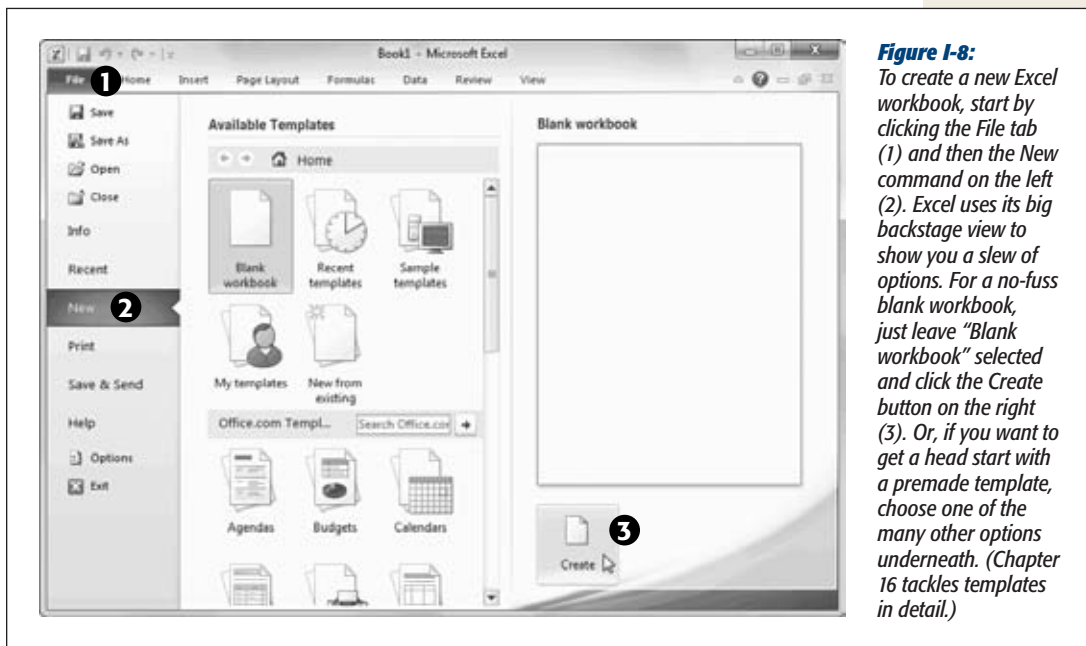 Book1 - Microsoft Excel
File 1 Home Insert Page Layout Formulas Data Review View
Save
Save As
Open
Close
Info
Recent
New 2
Print
Save & Send
Help
Options
Exit
Available Templates
Home
Blank workbook
Recent templates
Sample templates
My templates
New from existing
Office.com Templ... Search Office.com
Agendas Budgets Calendars
Blank workbook
3
Create
Figure I-8:
To create a new Excel
workbook, start by
clicking the File tab
(1) and then the New
command on the left
(2). Excel uses its big
backstage view to
show you a slew of
options. For a no-fuss
blank workbook,
just leave “Blank
workbook” selected
and click the Create
button on the right
(3). Or, if you want to
get a head start with
a premade template,
choose one of the
many other options
underneath. (Chapter
16 tackles templates
in detail.)